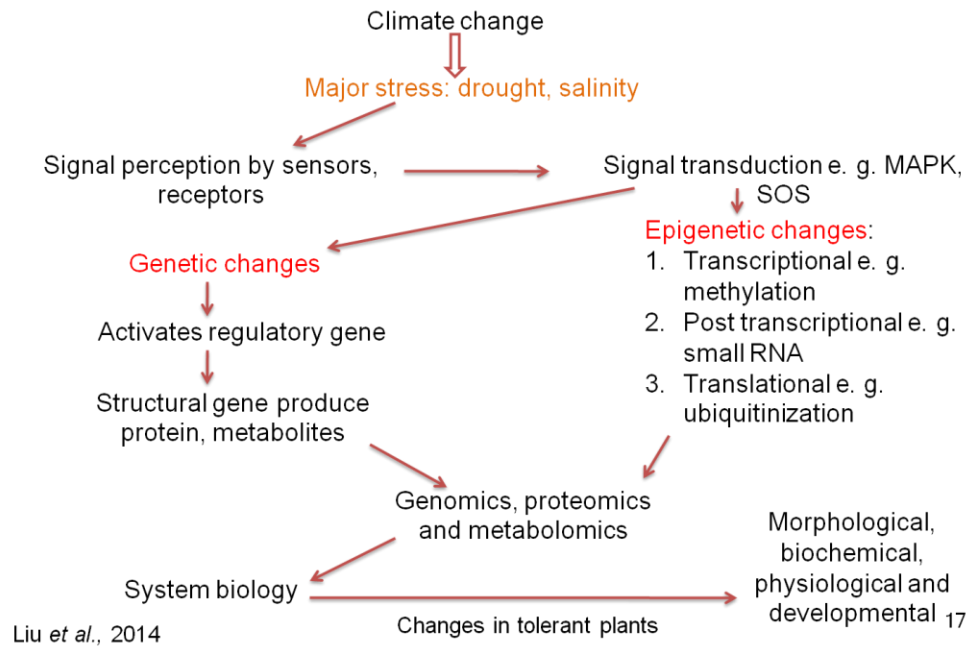 Climate change
Major stress: drought, salinity
Signal perception by sensors,
receptors
Signal transduction e. g. MAPK,
SOS
Genetic changes
Activates regulatory gene
Structural gene produce
protein, metabolites
Epigenetic changes:
1. Transcriptional e. g.
methylation
2. Post transcriptional e. g.
small RNA
3. Translational e. g.
ubiquitinization
Genomics, proteomics
and metabolomics
System biology
Changes in tolerant plants
Morphological,
biochemical,
physiological and
developmental
Liu et al., 2014
17